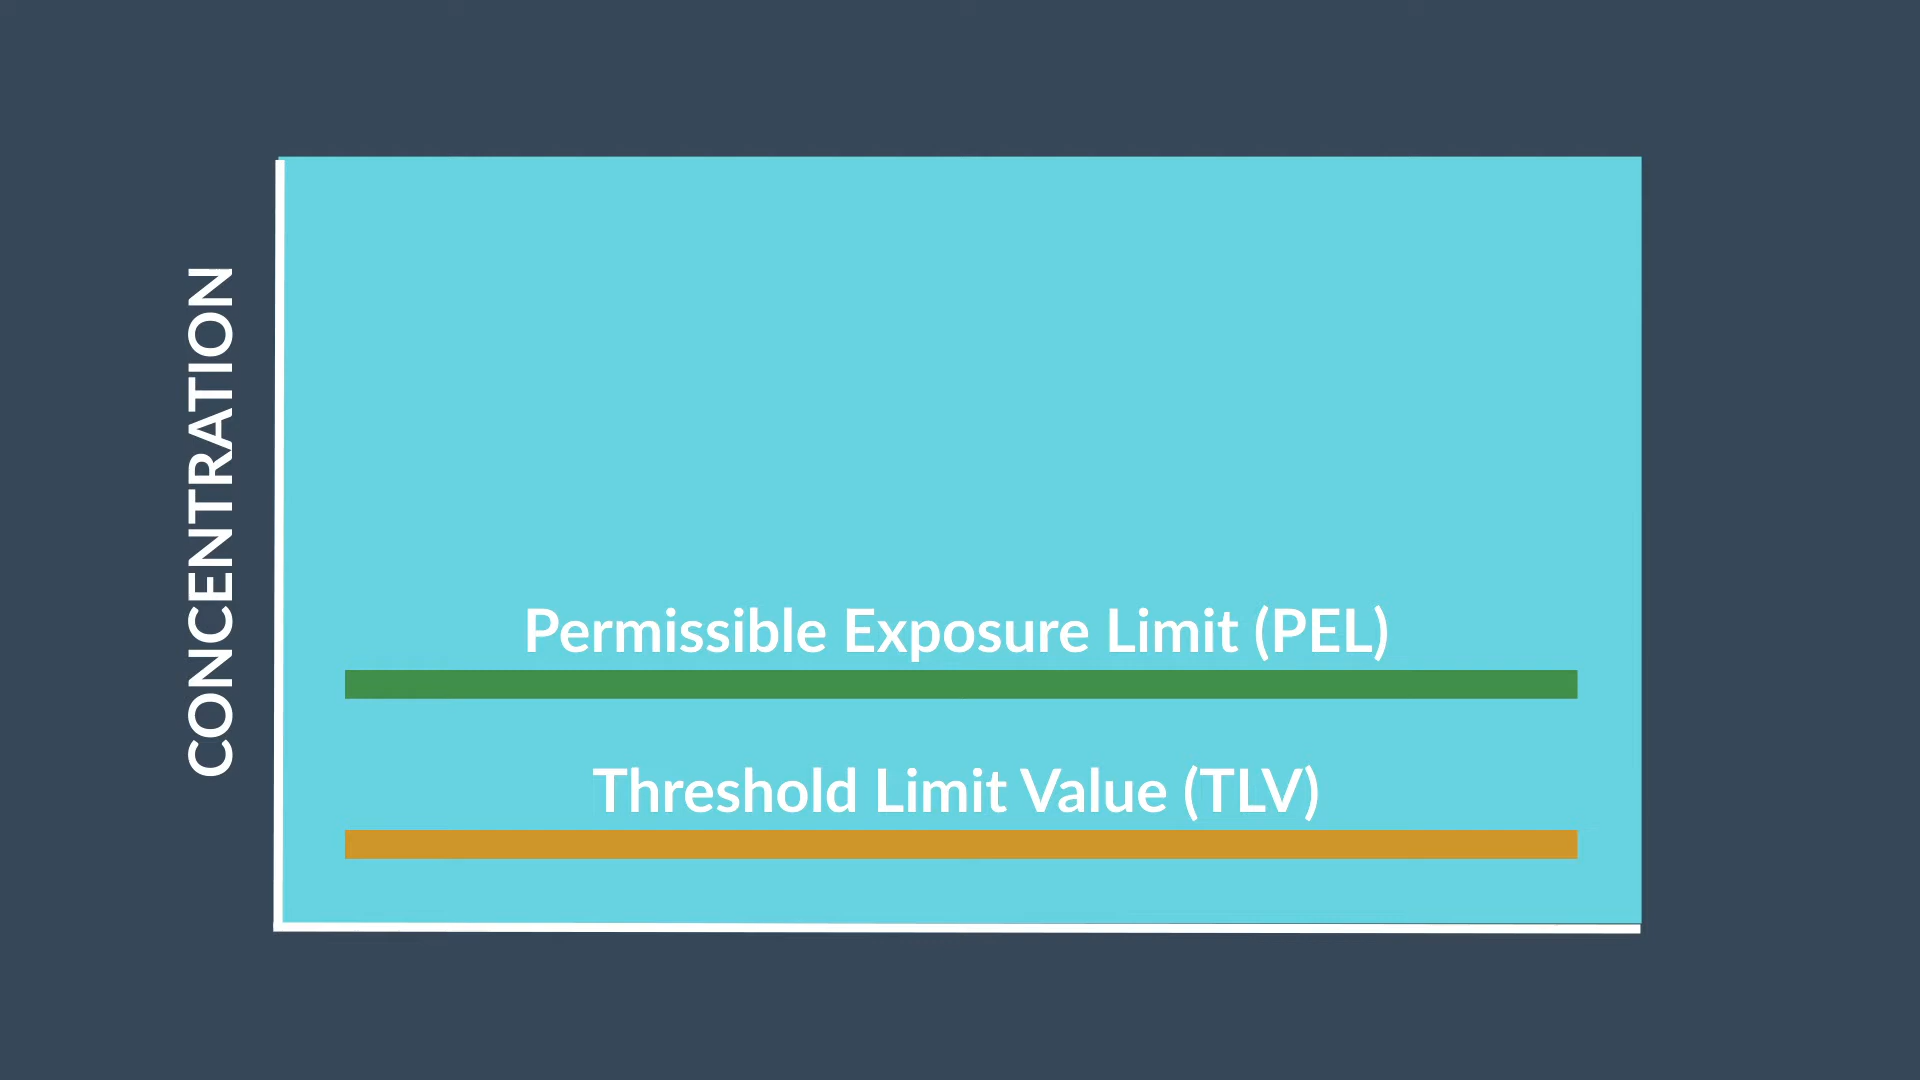 CONCENTRATION
Permissible Exposure Limit (PEL)
Threshold Limit Value (TLV)